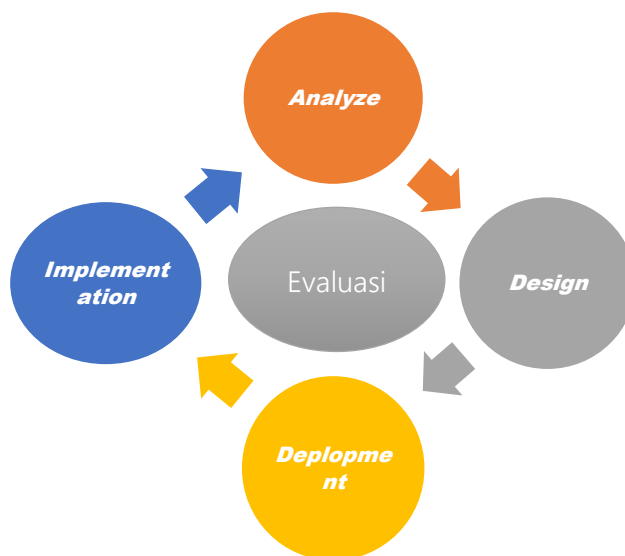 Analyze
Implement
ation
Evaluasi
Design
Deplopme
nt